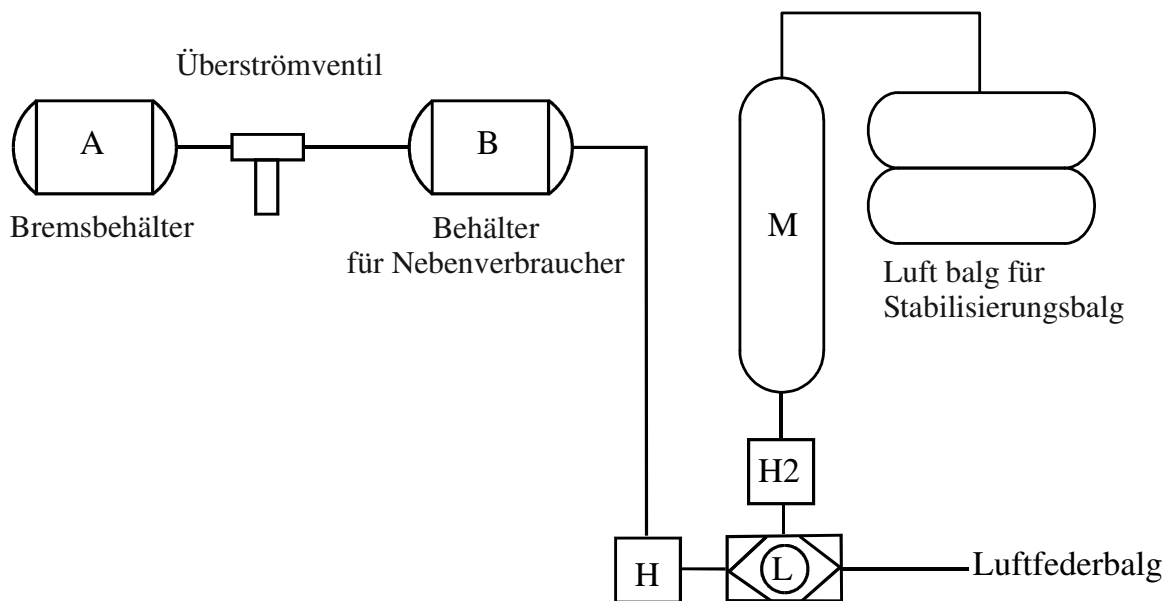 Überströmventil
A
B
Bremsbehälter
Behälter
für Nebenverbraucher
M
Luft balg für
Stabilisierungsbalg
H2
H
L
Luftfederbalg